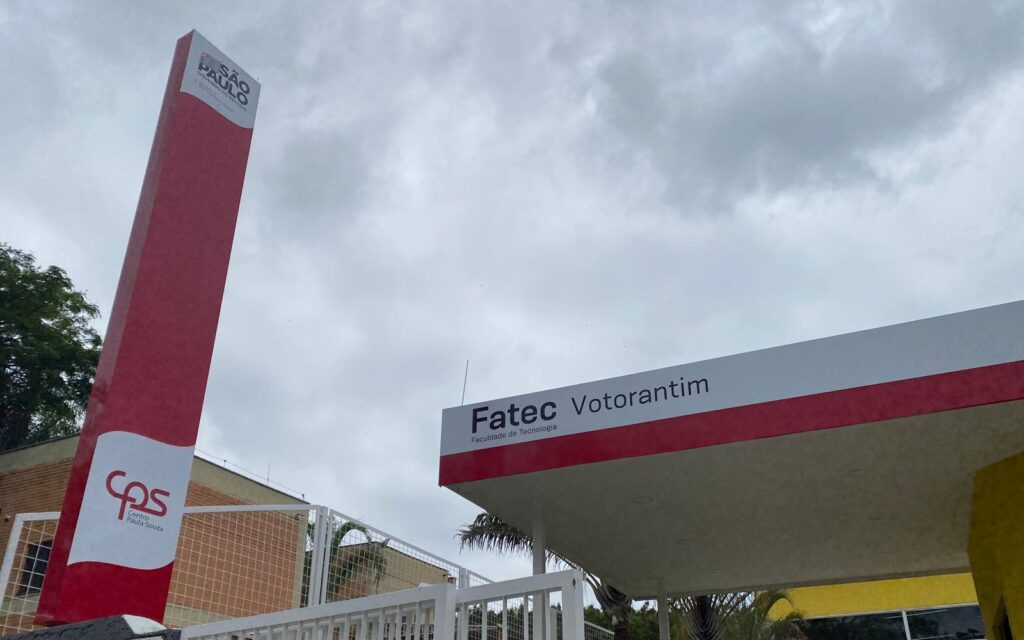 SÃO
PAULO
cps
Centro
Paula Souza
Fatec Votorantim
Faculdade de Tecnologia